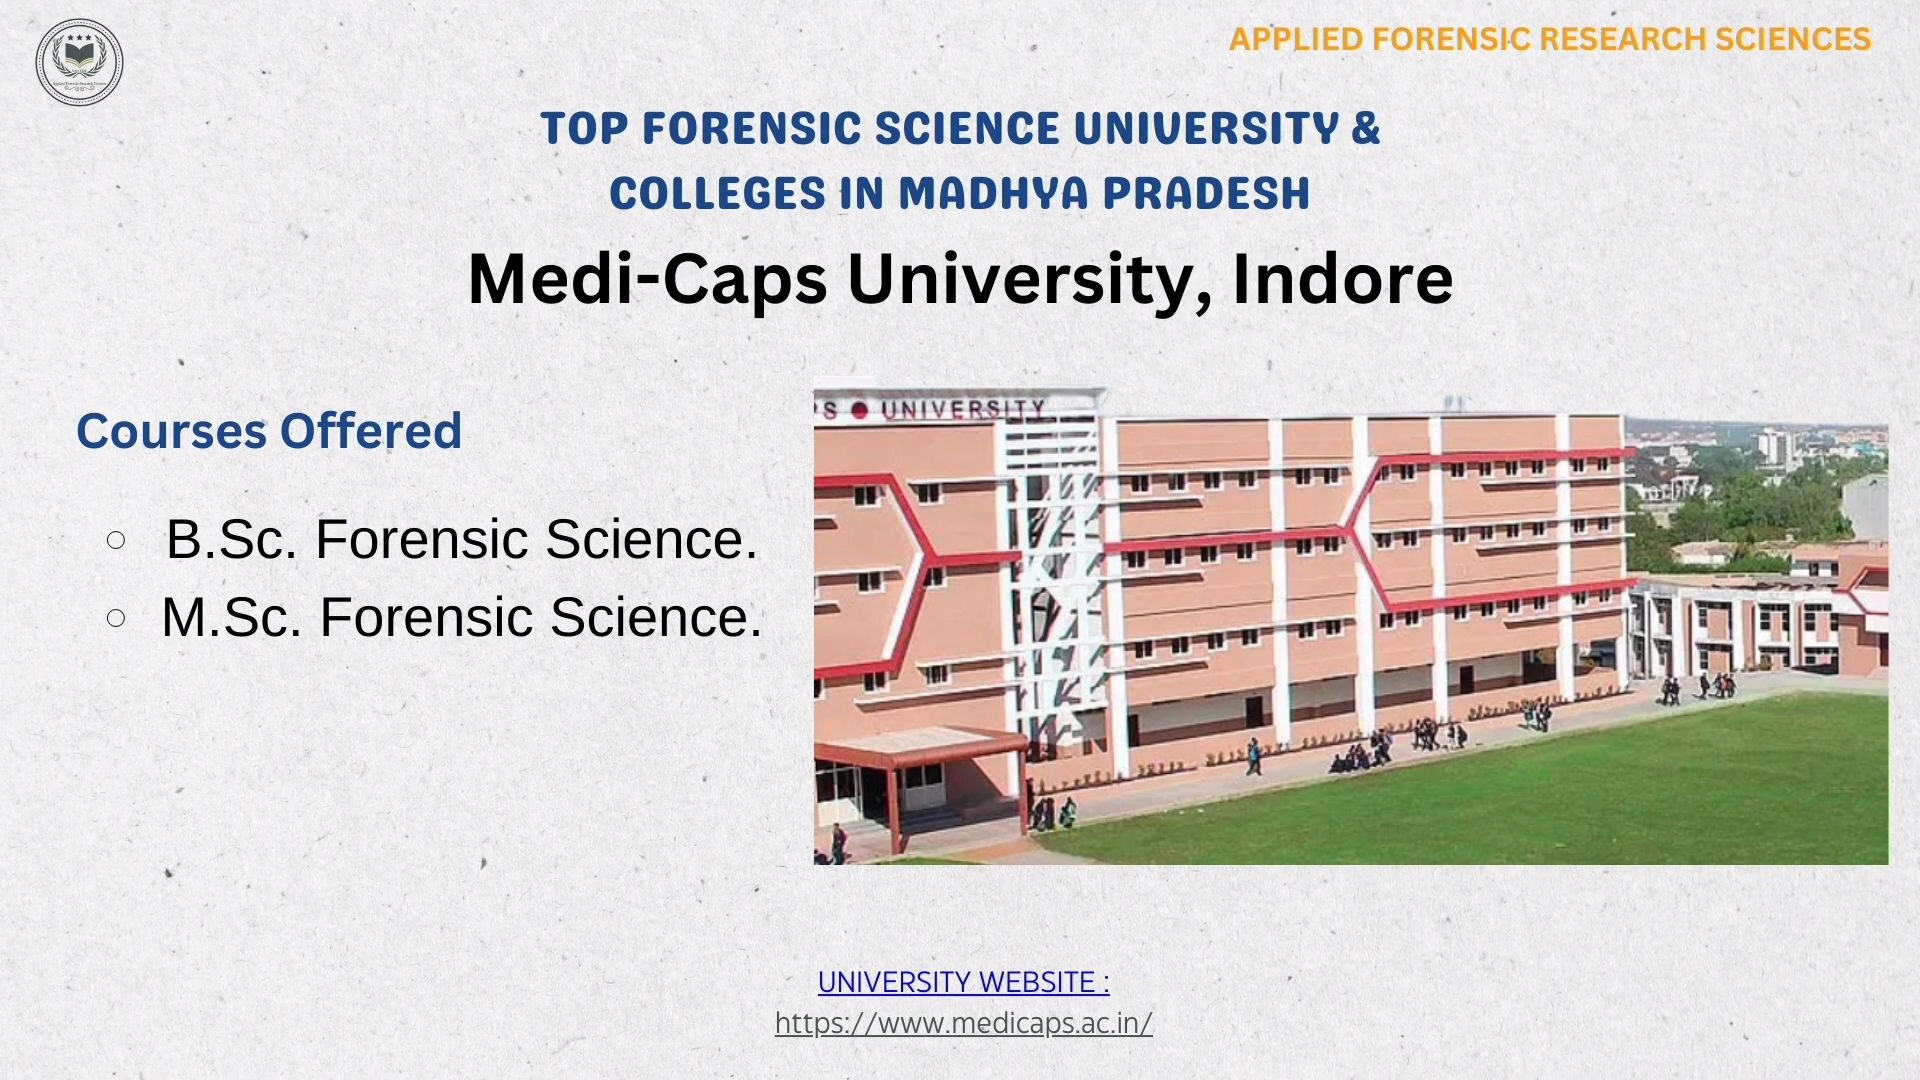 APPLIED FORENSIC RESEARCH SCIENCES
TOP FORENSIC SCIENCE UNIVERSITY &
COLLEGES IN MADHYA PRADESH
Medi-Caps University, Indore
Courses Offered
B.Sc. Forensic Science.
M.Sc. Forensic Science.
UNIVERSITY
UNIVERSITY WEBSITE :
https://www.medicaps.ac.in/